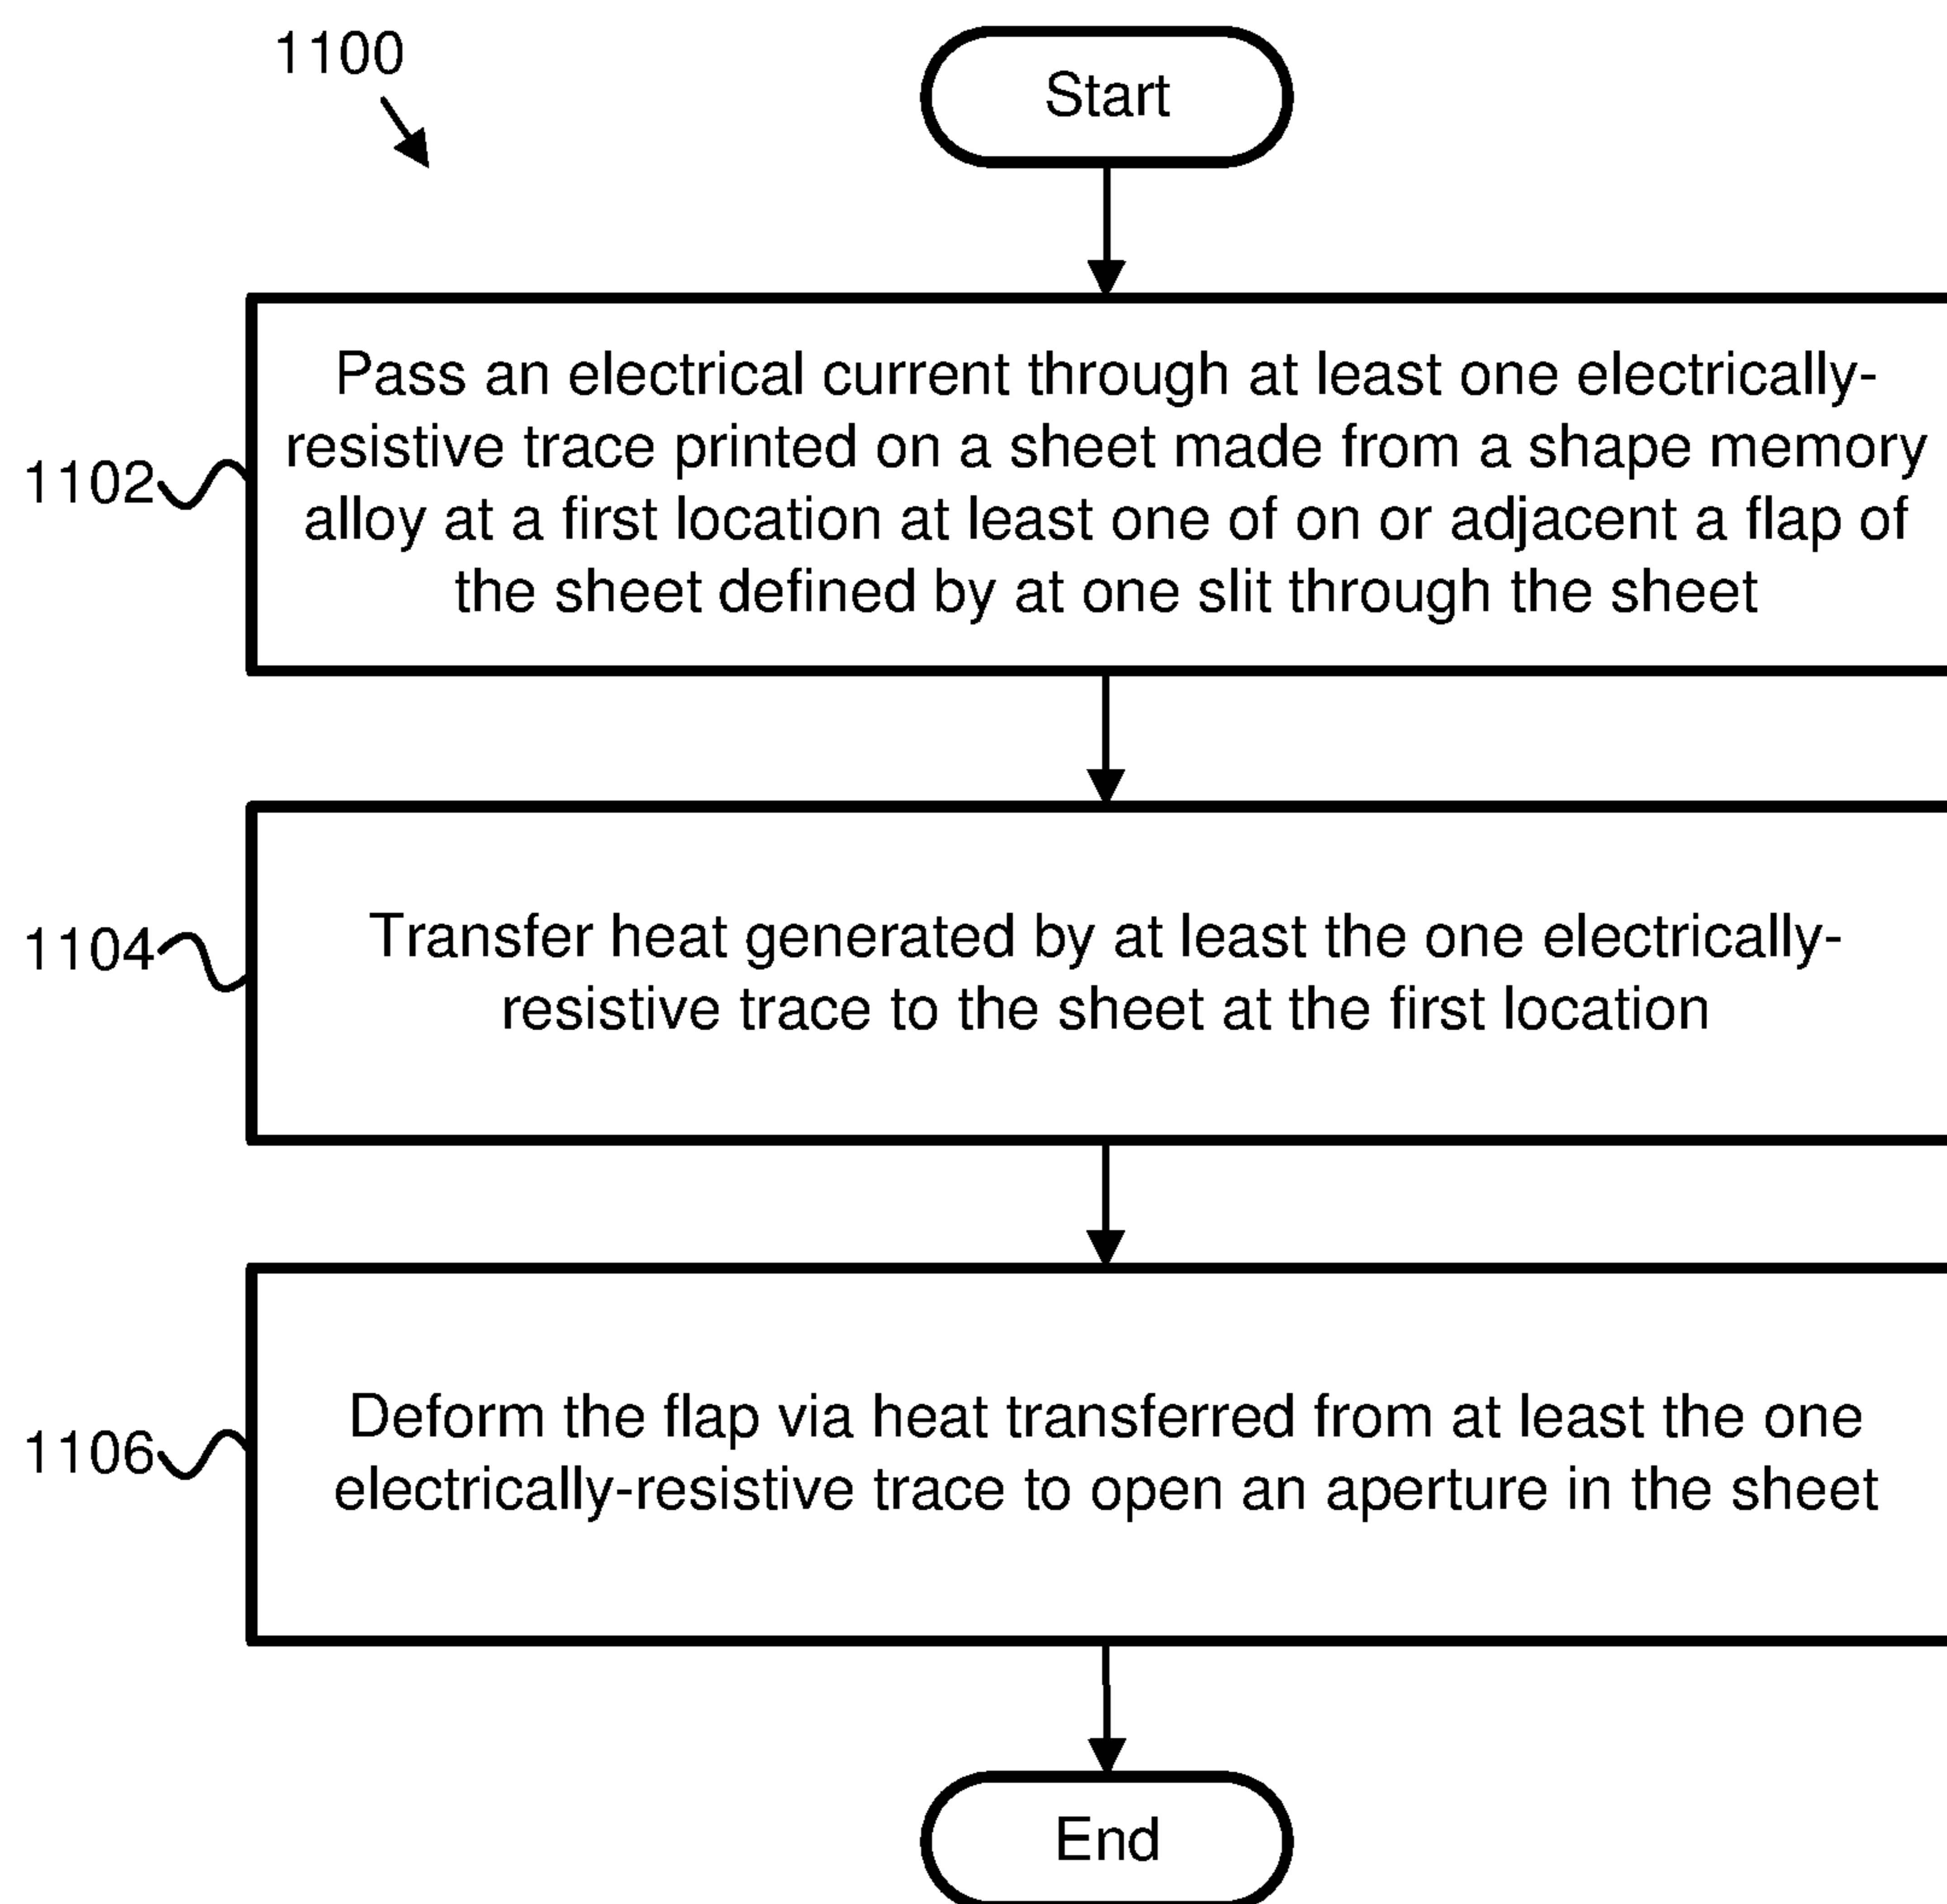 1100
Start
1102
Pass an electrical current through at least one electrically-
resistive trace printed on a sheet made from a shape memory
alloy at a first location at least one of on or adjacent a flap of
the sheet defined by at one slit through the sheet
1104
Transfer heat generated by at least the one electrically-
resistive trace to the sheet at the first location
1106
Deform the flap via heat transferred from at least the one
electrically-resistive trace to open an aperture in the sheet
End